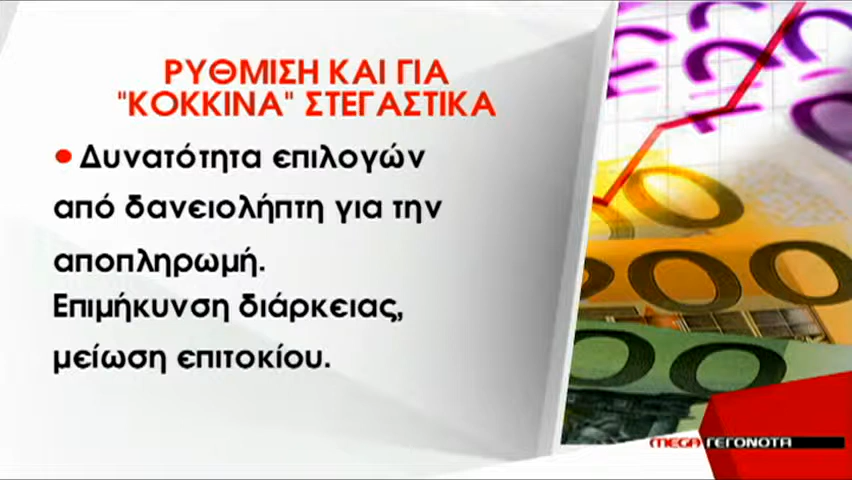 ΡΥΘΜΙΣΗ ΚΑΙ ΓΙΑ
"ΚΟΚΚΙΝΑ" ΣΤΕΓΑΣΤΙΚΑ
• Δυνατότητα επιλογών
από δανειολήπτη για την
αποπληρωμή.
Επιμήκυνση διάρκειας,
μείωση επιτοκίου.
MEGA ΓΕΓΟΝΟΤΑ